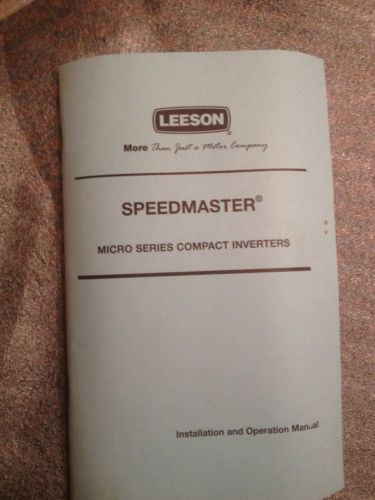 LEESON®
More Than Just a Motor Company
SPEEDMASTER®
MICRO SERIES COMPACT INVERTERS
Installation and Operation Manual